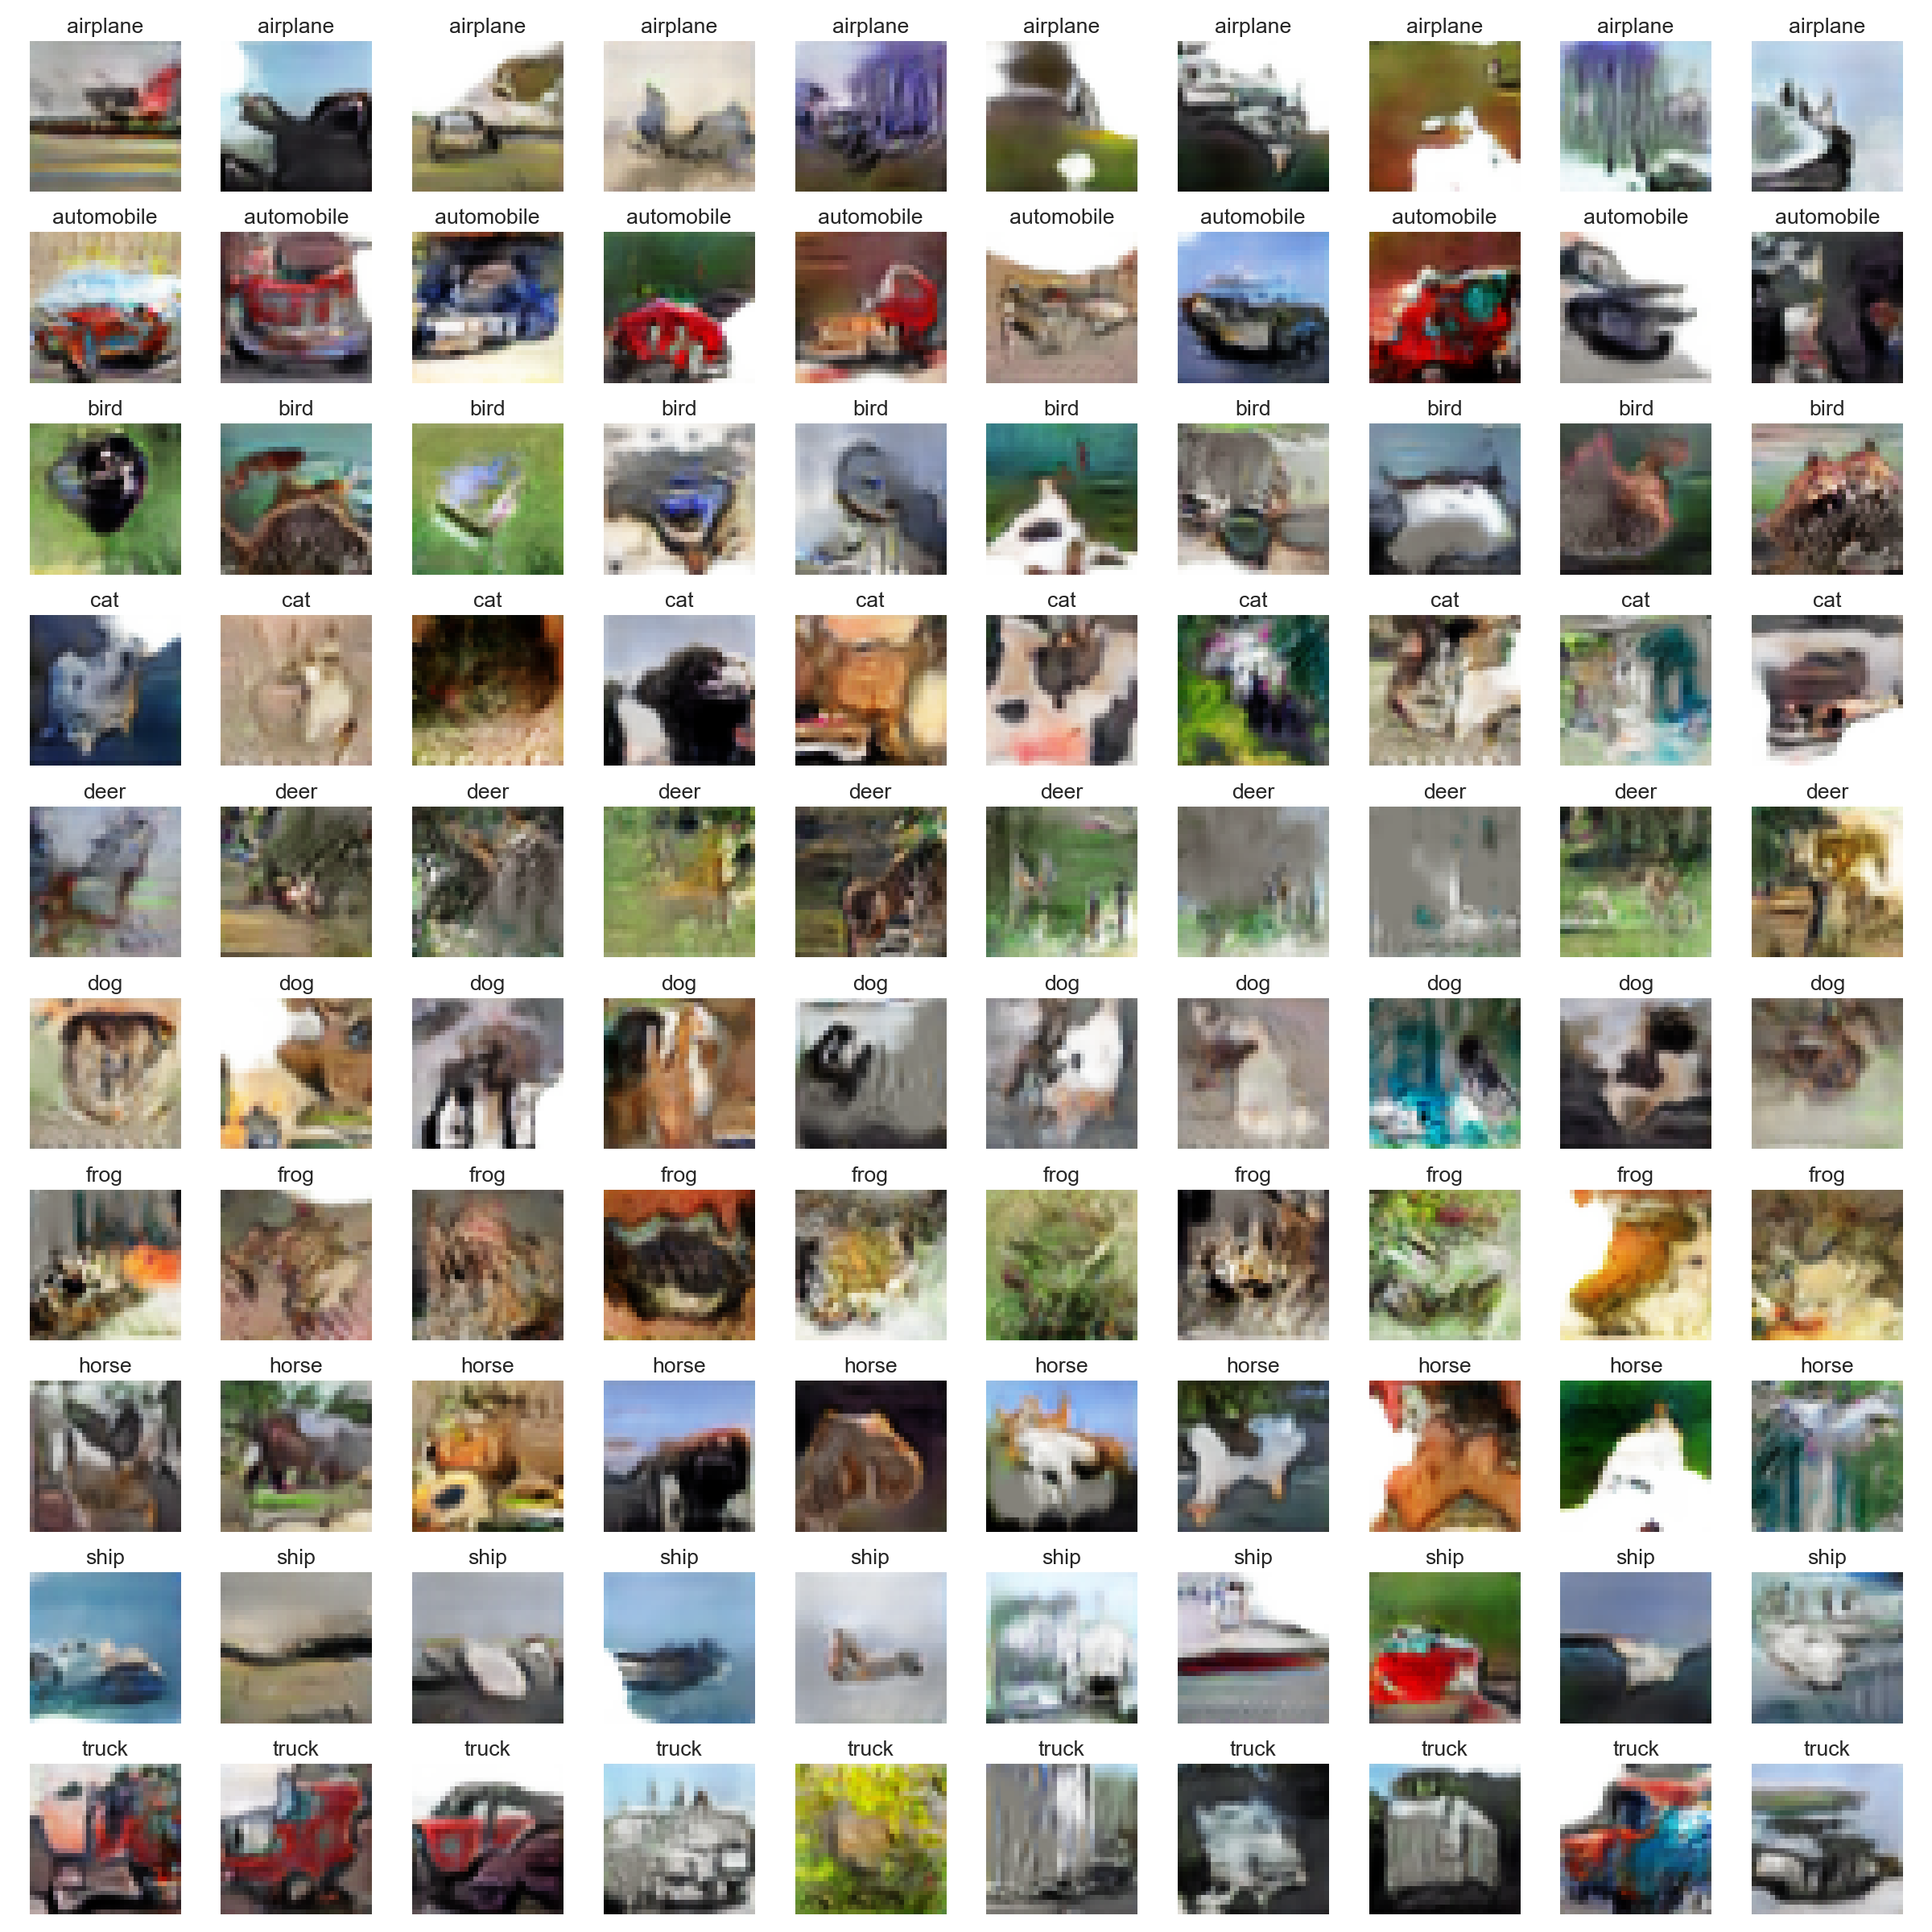 airplane airplane airplane airplane airplane airplane airplane airplane airplane airplane
automobile automobile automobile automobile automobile automobile automobile automobile automobile automobile
bird bird bird bird bird bird bird bird bird bird
cat cat cat cat cat cat cat cat cat cat
deer deer deer deer deer deer deer deer deer deer
dog dog dog dog dog dog dog dog dog dog
frog frog frog frog frog frog frog frog frog frog
horse horse horse horse horse horse horse horse horse horse
ship ship ship ship ship ship ship ship ship ship
truck truck truck truck truck truck truck truck truck truck